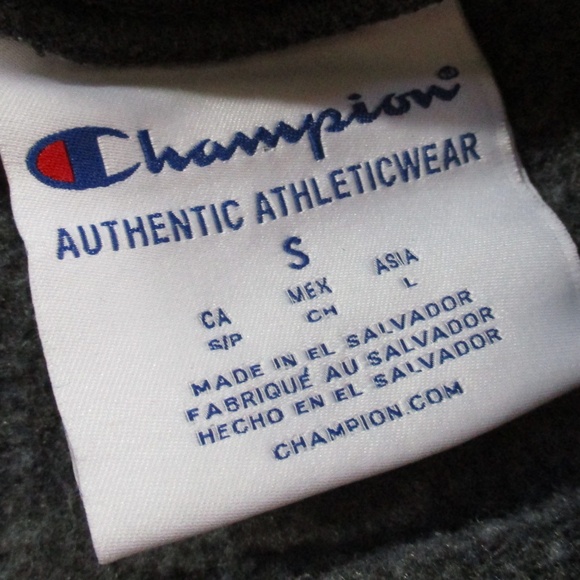 Champion®
AUTHENTIC ATHLETICWEAR
S
CA MEX ASIA
S/P CH L
MADE IN EL SALVADOR
FABRIQUÉ AU SALVADOR
HECHO EN EL SALVADOR
CHAMPION.COM